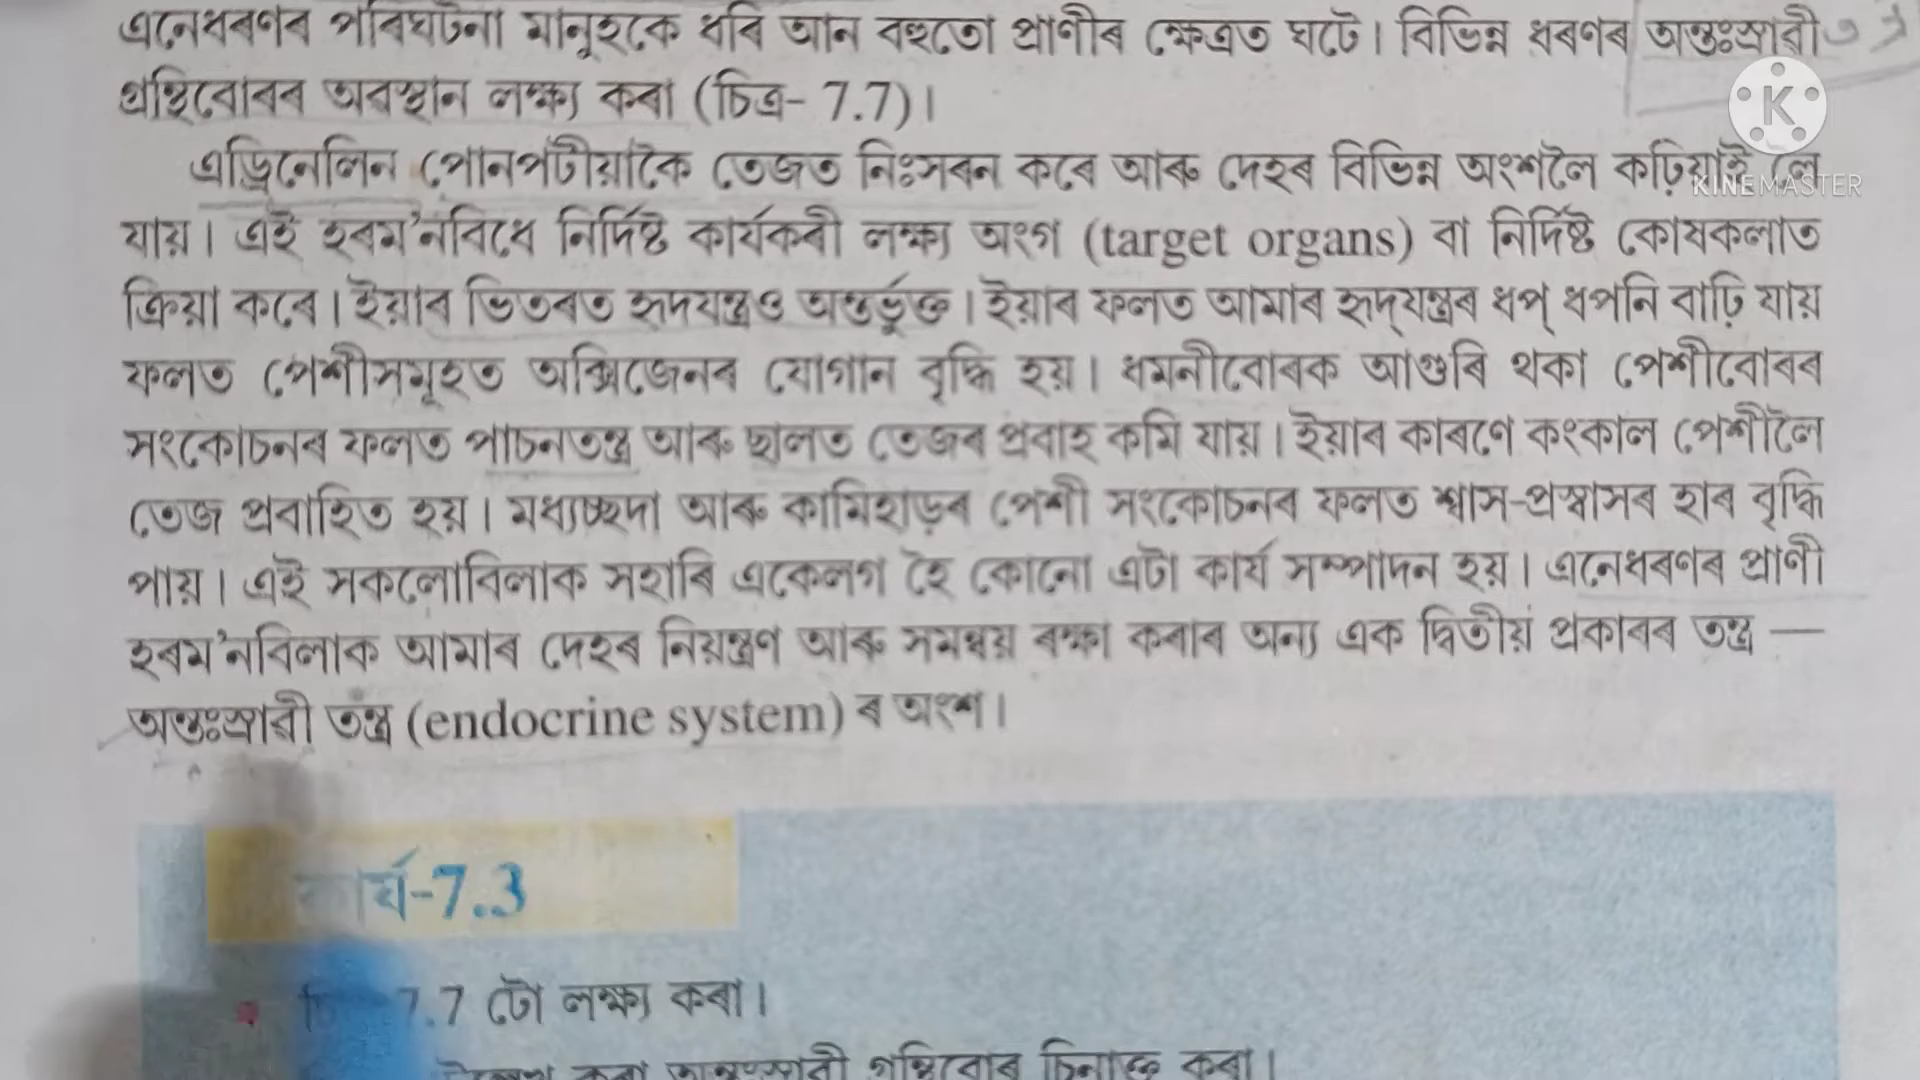 এনেধৰণৰ পৰিঘটনা মানুহকে ধৰি আন বহুতো প্ৰাণীৰ ক্ষেত্ৰত ঘটে। বিভিন্ন ধৰণৰ অন্তঃস্ৰাৱী
গ্ৰন্থিবোৰৰ অৱস্থান লক্ষ্য কৰা (চিত্ৰ- 7.7)।
K
KINEMASTER
এড্ৰিনেলিন পোনপটীয়াকৈ তেজত নিঃসৰন কৰে আৰু দেহৰ বিভিন্ন অংশলৈ কঢ়িয়াই লৈ
যায়। এই হৰম'নবিধে নিৰ্দিষ্ট কাৰ্যকৰী লক্ষ্য অংগ (target organs) বা নিৰ্দিষ্ট কোষকলাত
ক্ৰিয়া কৰে। ইয়াৰ ভিতৰত হৃদযন্ত্ৰও অন্তৰ্ভুক্ত। ইয়াৰ ফলত আমাৰ হৃদ্‌যন্ত্ৰৰ ধপ্ ধপনি বাঢ়ি যায়
ফলত পেশীসমূহত অক্সিজেনৰ যোগান বৃদ্ধি হয়। ধমনীবোৰক আগুৰি থকা পেশীবোৰৰ
সংকোচনৰ ফলত পাচনতন্ত্ৰ আৰু ছালত তেজৰ প্ৰবাহ কমি যায়। ইয়াৰ কাৰণে কংকাল পেশীলৈ
তেজ প্ৰবাহিত হয়। মধ্যচ্ছদা আৰু কামিহাড়ৰ পেশী সংকোচনৰ ফলত শ্বাস-প্ৰশ্বাসৰ হাৰ বৃদ্ধি
পায়। এই সকলোবিলাক সহাৰি একেলগ হৈ কোনো এটা কাৰ্য সম্পাদন হয়। এনেধৰণৰ প্ৰাণী
হৰম'নবিলাক আমাৰ দেহৰ নিয়ন্ত্ৰণ আৰু সমন্বয় ৰক্ষা কৰাৰ অন্য এক দ্বিতীয় প্ৰকাৰৰ তন্ত্ৰ —
অন্তঃস্ৰাৱী তন্ত্ৰ (endocrine system) ৰ অংশ।
কাৰ্য-7.3
7.7 টো লক্ষ্য কৰা।
কৰা অন্তঃস্ৰাৱী গ্ৰন্থিবোৰ চিনাক্ত কৰা।